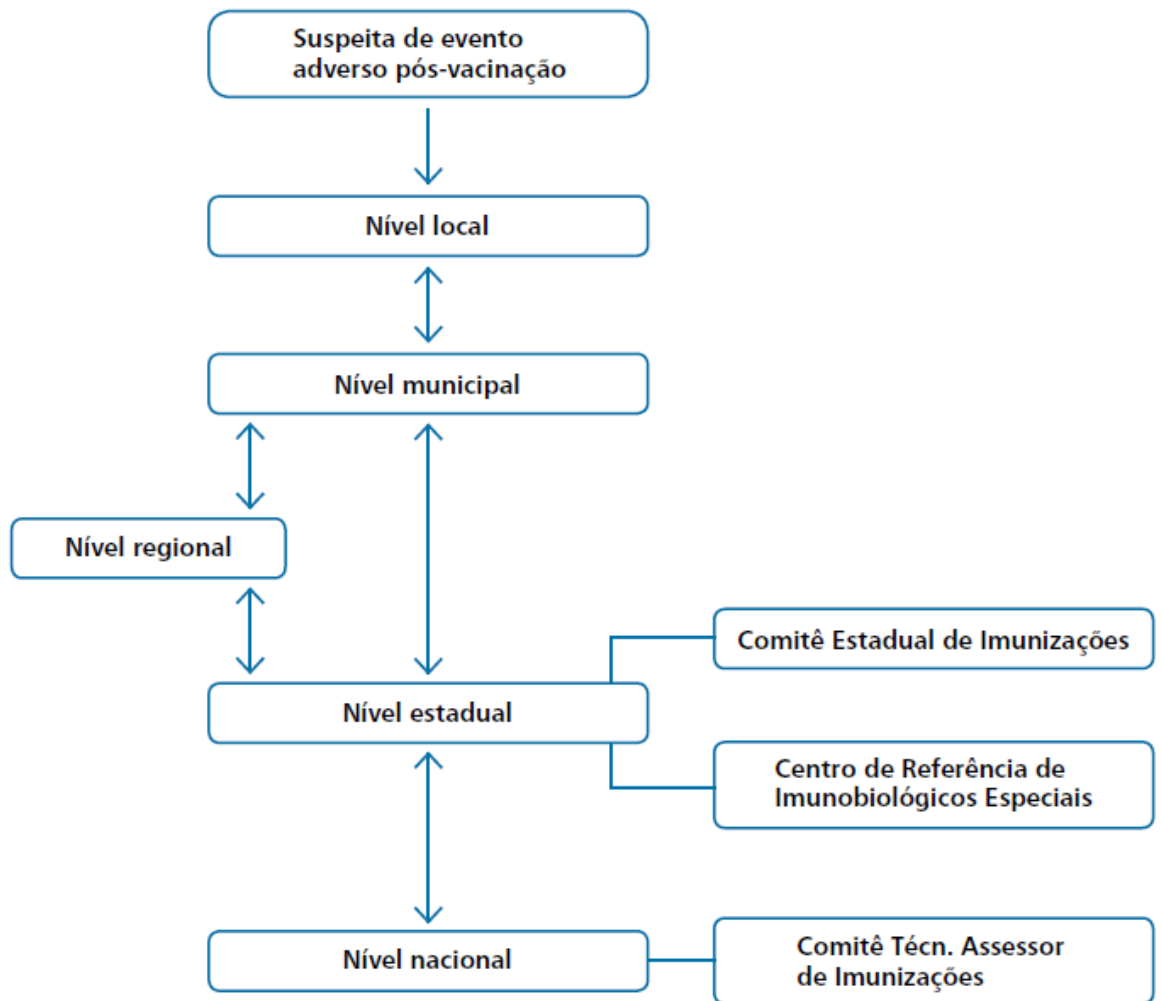 Suspeita de evento
adverso pós-vacinação
Nível local
Nível municipal
Nível regional
Comitê Estadual de Imunizações
Nível estadual
Centro de Referência de
Imunobiológicos Especiais
Nível nacional
Comitê Técn. Assessor
de Imunizações